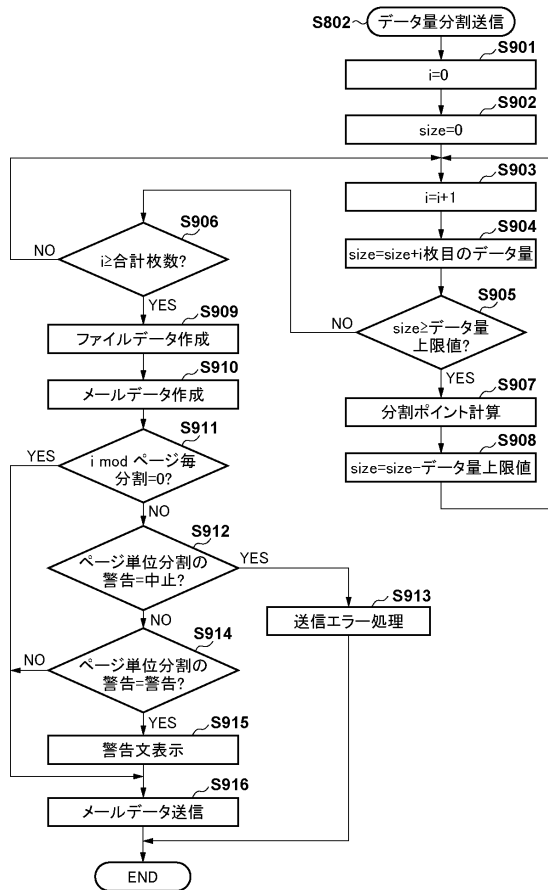 S802
データ量分割送信
S901
i=0
S902
size=0
S903
i=i+1
S904
size=size+i枚目のデータ量
S905
size≥データ量
上限値?
NO
YES
S906
i≥合計枚数?
NO
YES
S907
分割ポイント計算
S908
size=size−データ量上限値
S909
ファイルデータ作成
S910
メールデータ作成
S911
i mod ページ毎
分割=0?
YES
NO
S912
ページ単位分割の
警告=中止?
YES
NO
S913
送信エラー処理
S914
ページ単位分割の
警告=警告?
NO
YES
S915
警告文表示
S916
メールデータ送信
END